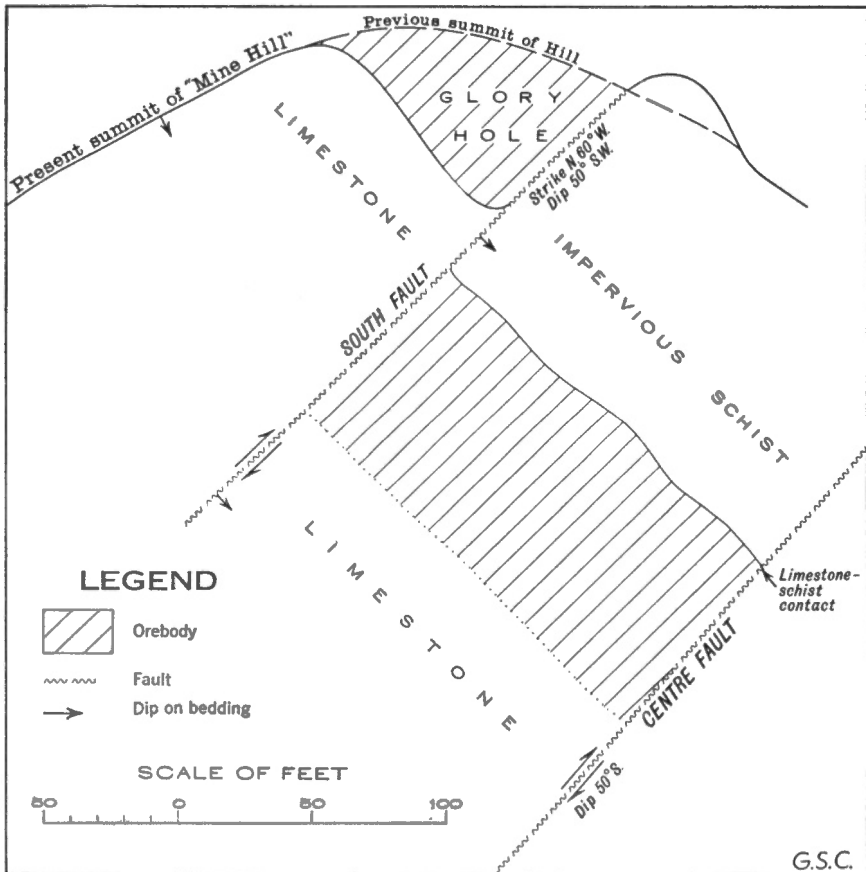 Previous summit of Hill
Present summit of "Mine Hill"
GLORY
HOLE
LIMESTONE
Strike N.60°W.
Dip 50° S.W.
SOUTH FAULT
IMPERVIOUS SCHIST
LIMESTONE
Limestone-
schist
contact
CENTRE FAULT
Dip 50°S.
LEGEND
Orebody
Fault
Dip on bedding
SCALE OF FEET
50 0 50 100
G.S.C.